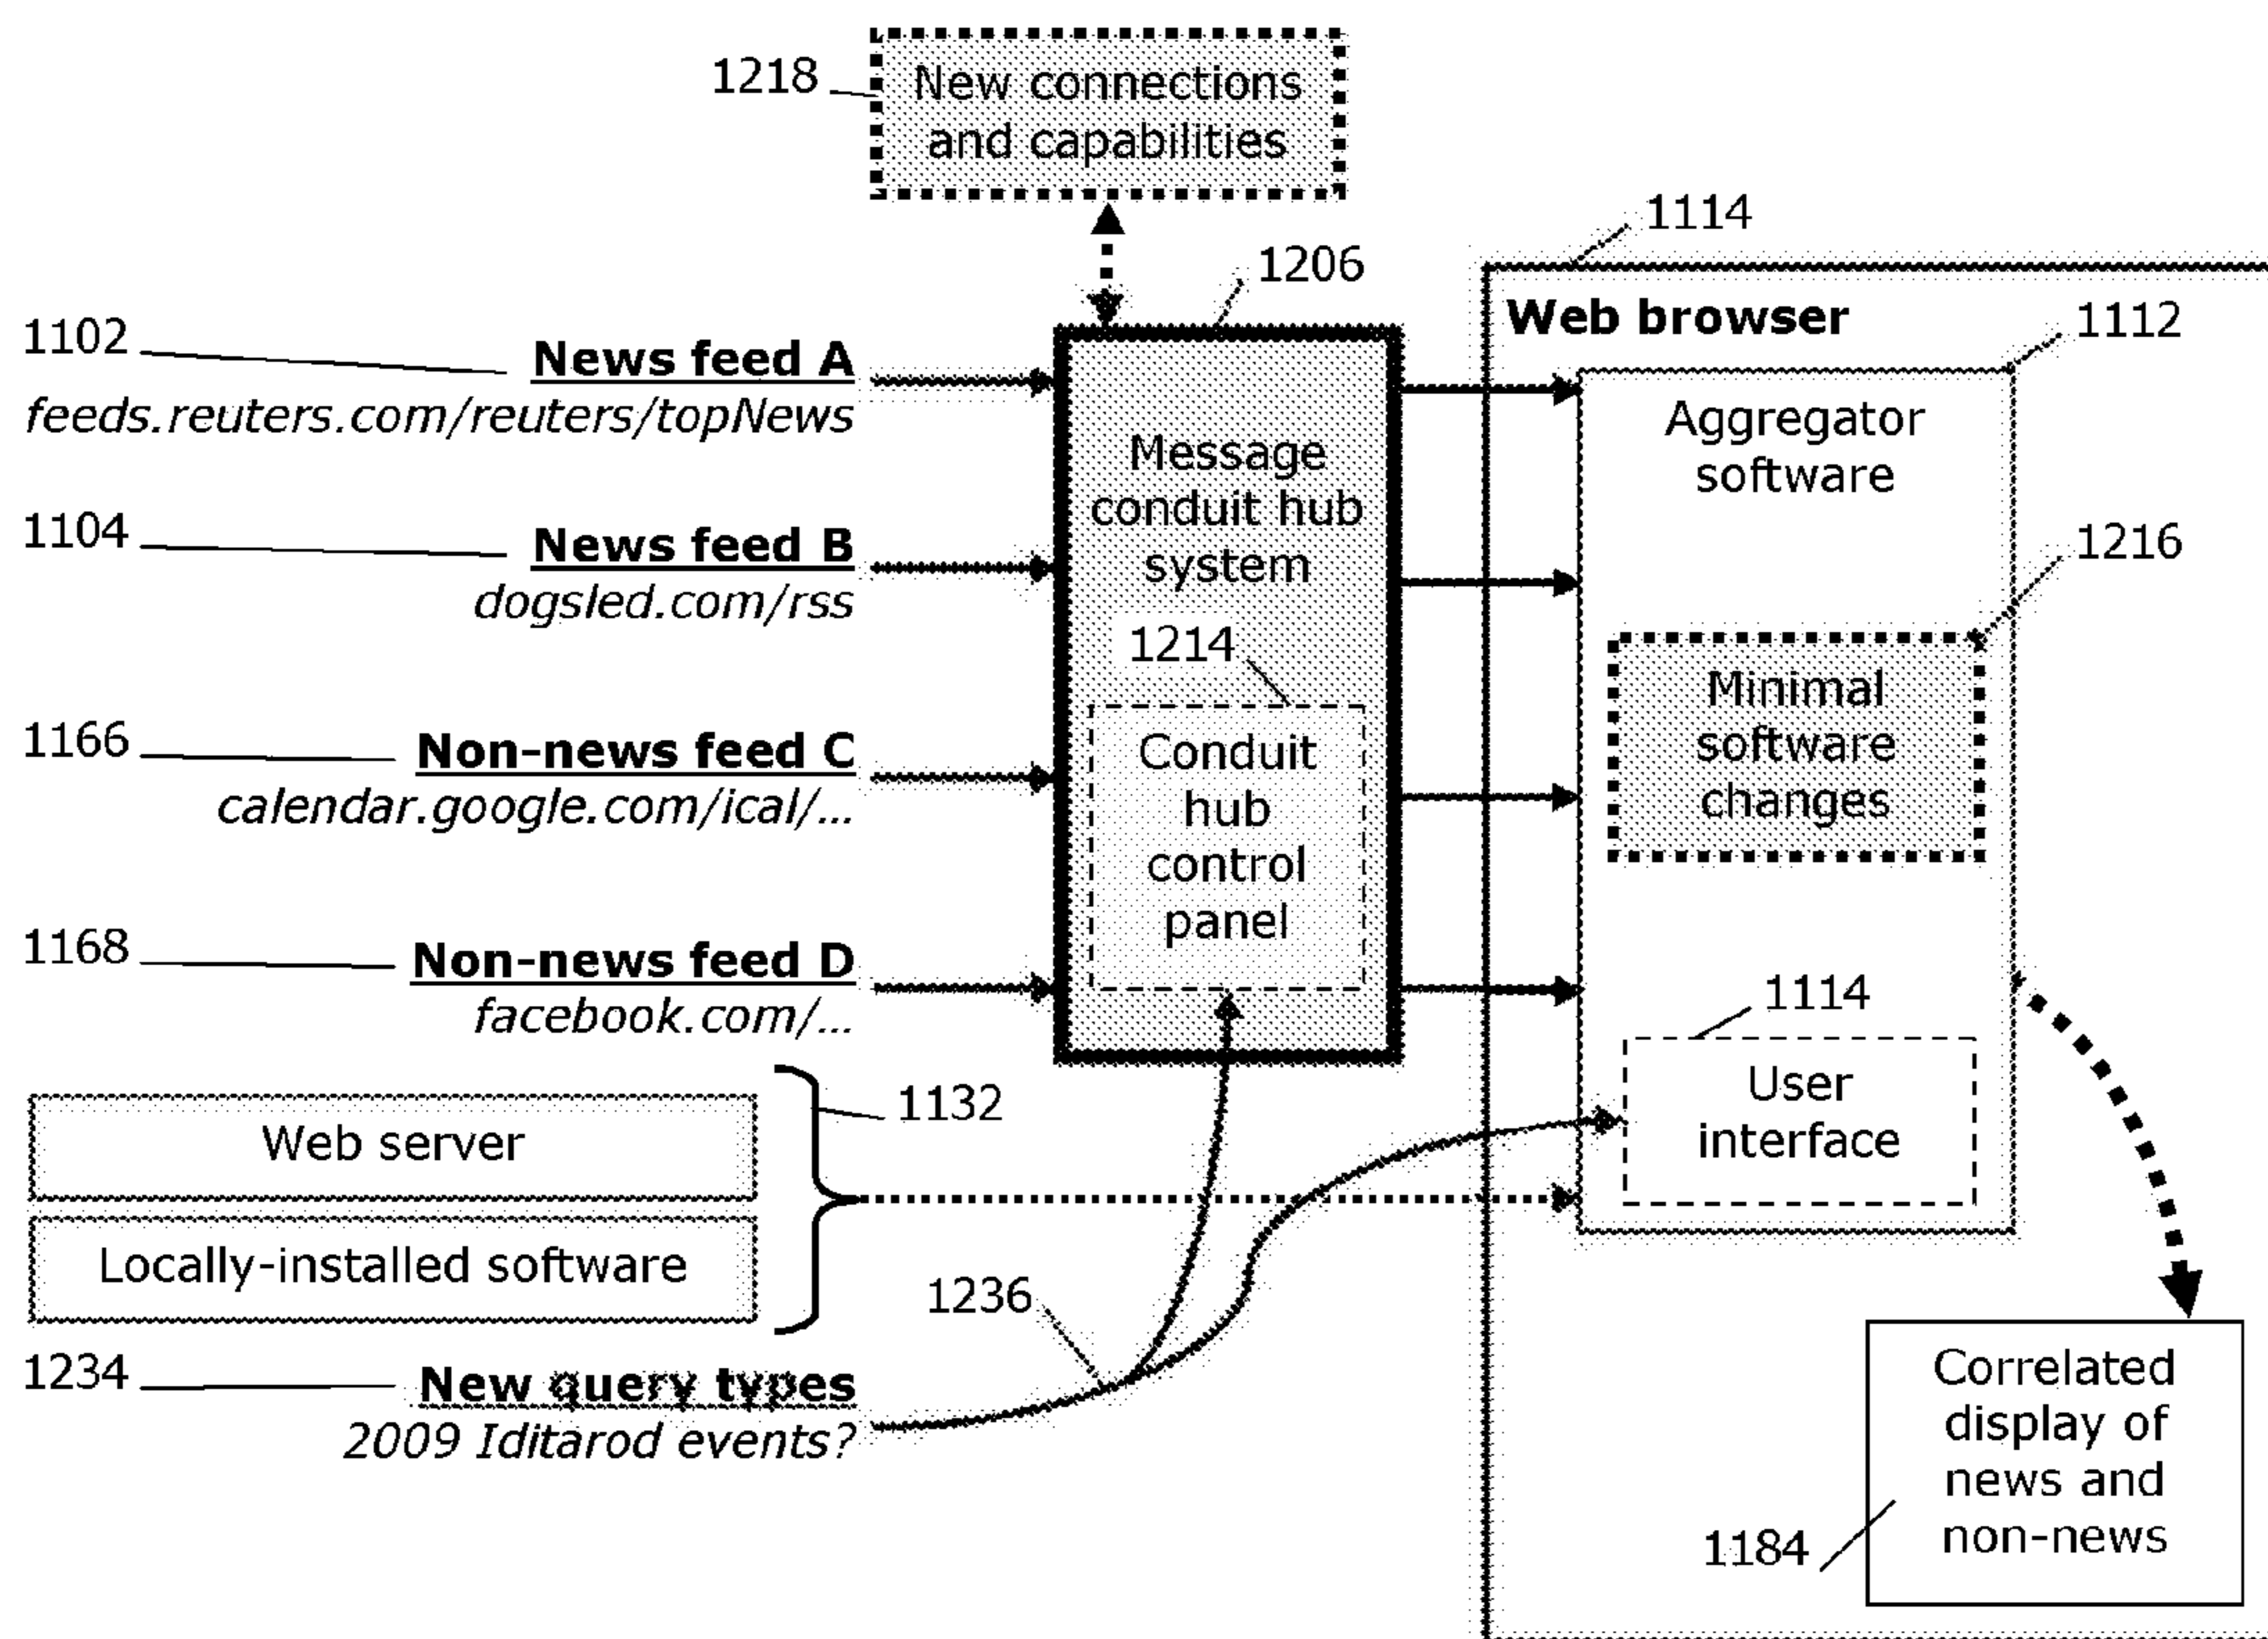 1218
New connections
and capabilities
1114
1206
Web browser
1112
1102
News feed A
feeds.reuters.com/reuters/topNews
Aggregator
software
Message
conduit hub
system
1104
News feed B
dogsled.com/rss
1216
1214
Minimal
software
changes
1166
Non-news feed C
calendar.google.com/ical/...
Conduit
hub
control
panel
1168
Non-news feed D
facebook.com/...
1114
User
interface
1132
Web server
Locally-installed software
1236
1234
New query types
2009 Iditarod events?
Correlated
display of
news and
non-news
1184